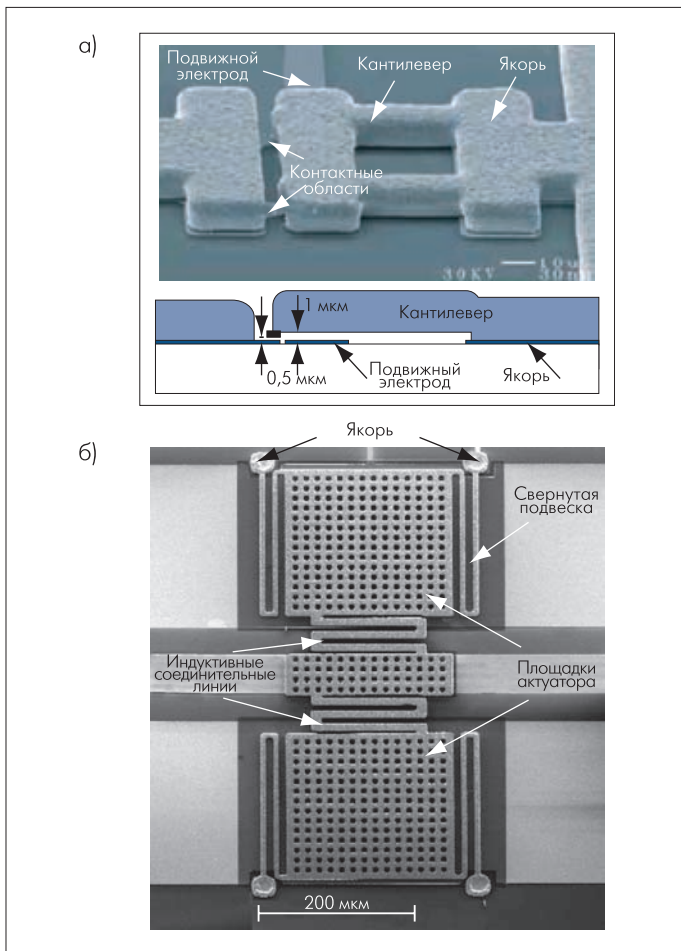 а)
Подвижной
электрод
Кантилевер
Якорь
Контактные
области
30KV
1 мкм
Кантилевер
0,5 мкм
Подвижный
электрод
Якорь
б)
Якорь
Свернутая
подвеска
Индуктивные
соединительные
линии
Площадки
актуатора
200 мкм